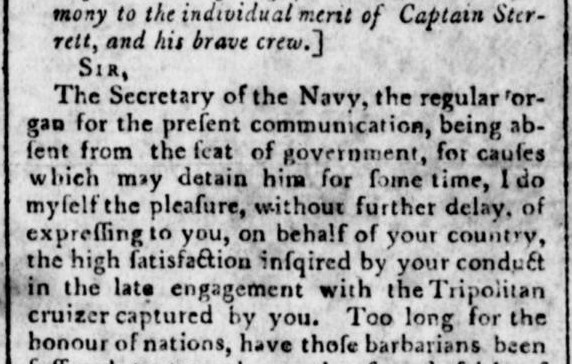 mony to the individual merit of Captain Ster-
rett, and his brave crew.]
SIR,
The Secretary of the Navy, the regular or-
gan for the preſent communication, being ab-
ſent from the ſeat of government, for cauſes
which may detain him for ſome time, I do
myſelf the pleaſure, without further delay, of
expreſſing to you, on behalf of your country,
the high ſatisfaction inſqired by your conduct
in the late engagement with the Tripolitan
cruizer captured by you. Too long for the
honour of nations, have thoſe barbarians been